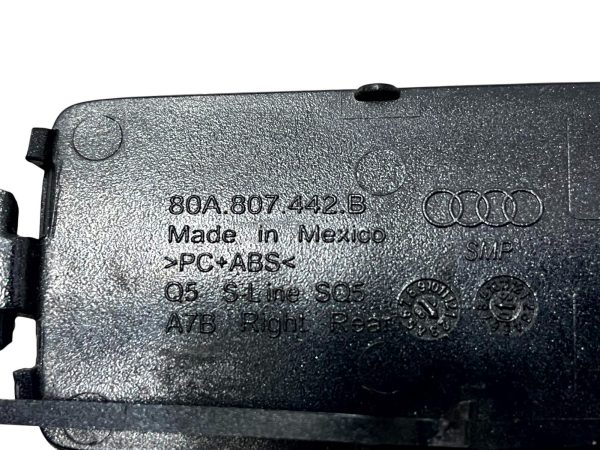 80A.807.442.B
Made in Mexico
>PC+ABS<
Q5 S-Line SQ5
A7B Right Rear
SMP